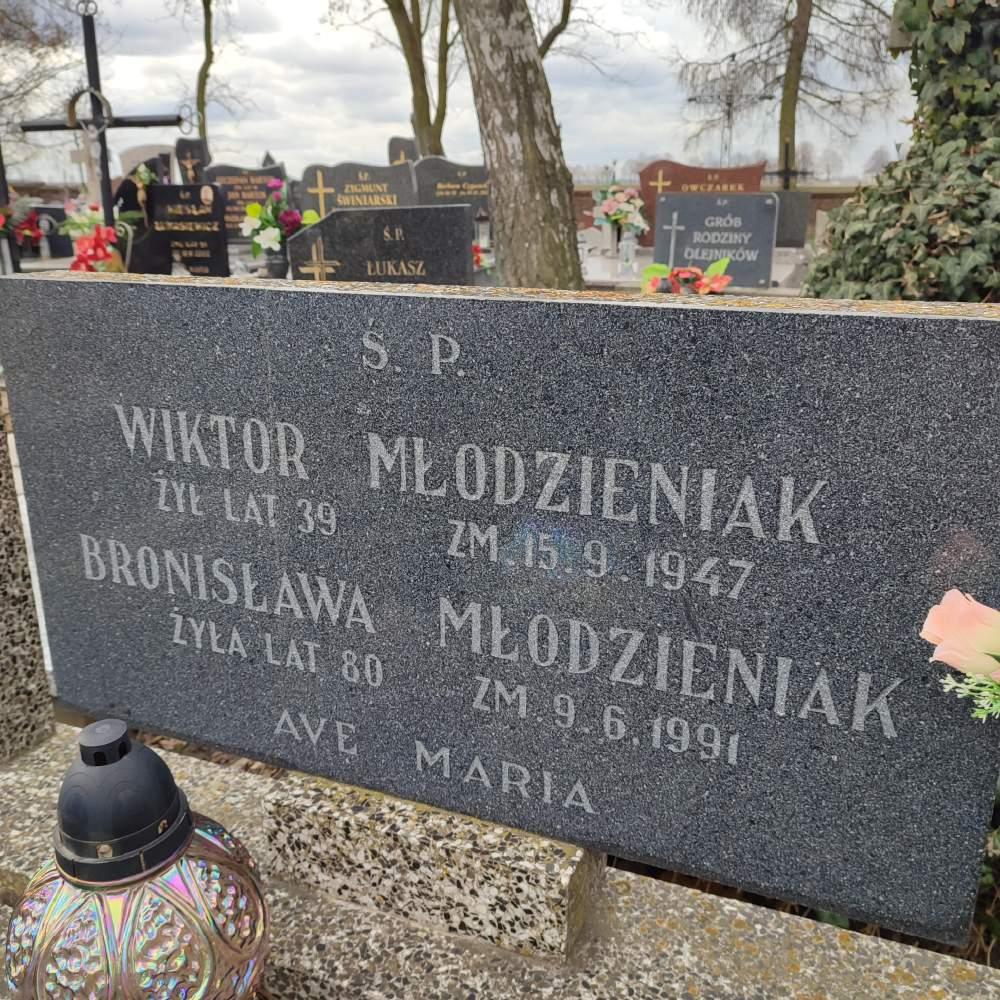 Ś.P.
ZYGMUNT
ŚWINIARSKI
Ś.P.
ŁUKASZ
OWCZAREK
GRÓB
RODZINY
OLEJNIKÓW
Ś. P.
WIKTOR MŁODZIENIAK
ŻYŁ LAT 39 ZM. 15.9.1947
BRONISŁAWA MŁODZIENIAK
ŻYŁA LAT 80 ZM. 9.6.1991
AVE MARIA